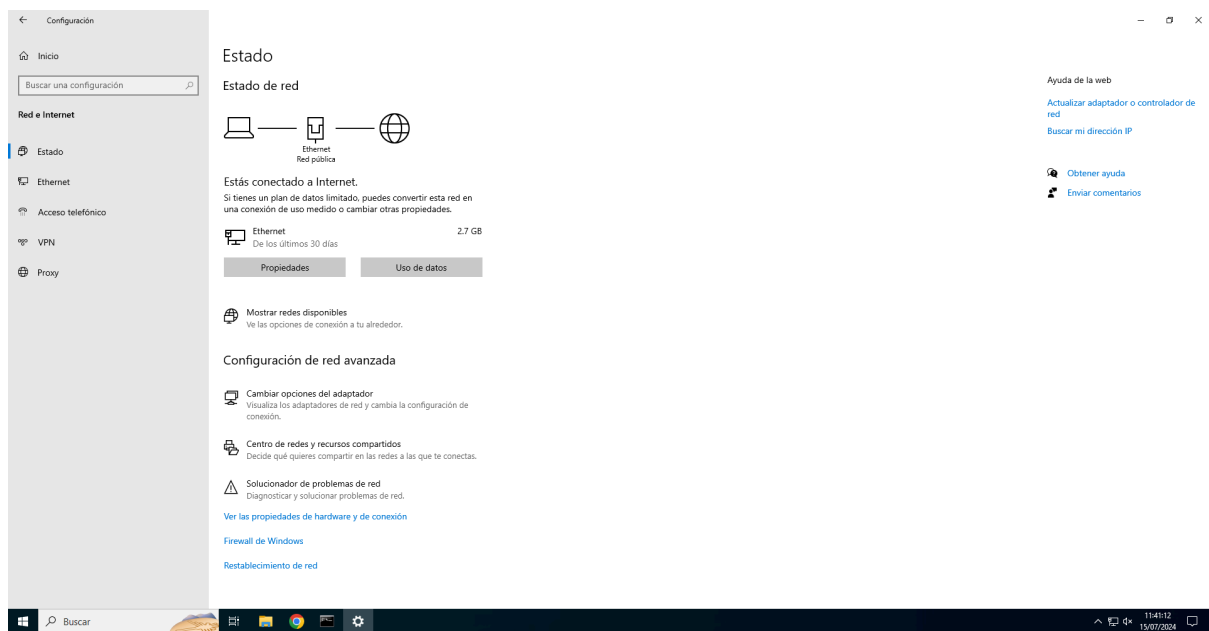 Configuración
Inicio
Buscar una configuración
Red e Internet
Estado
Ethernet
Acceso telefónico
VPN
Proxy
Estado
Estado de red
Ethernet
Red pública
Estás conectado a Internet.
Si tienes un plan de datos limitado, puedes convertir esta red en
una conexión de uso medido o cambiar otras propiedades.
Ethernet 2.7 GB
De los últimos 30 días
Propiedades Uso de datos
Mostrar redes disponibles
Ve las opciones de conexión a tu alrededor.
Configuración de red avanzada
Cambiar opciones del adaptador
Visualiza los adaptadores de red y cambia la configuración de
conexión.
Centro de redes y recursos compartidos
Decide qué quieres compartir en las redes a las que te conectas.
Solucionador de problemas de red
Diagnosticar y solucionar problemas de red.
Ver las propiedades de hardware y de conexión
Firewall de Windows
Restablecimiento de red
Ayuda de la web
Actualizar adaptador o controlador de
red
Buscar mi dirección IP
Obtener ayuda
Enviar comentarios
Buscar
11:41:12
15/07/2024